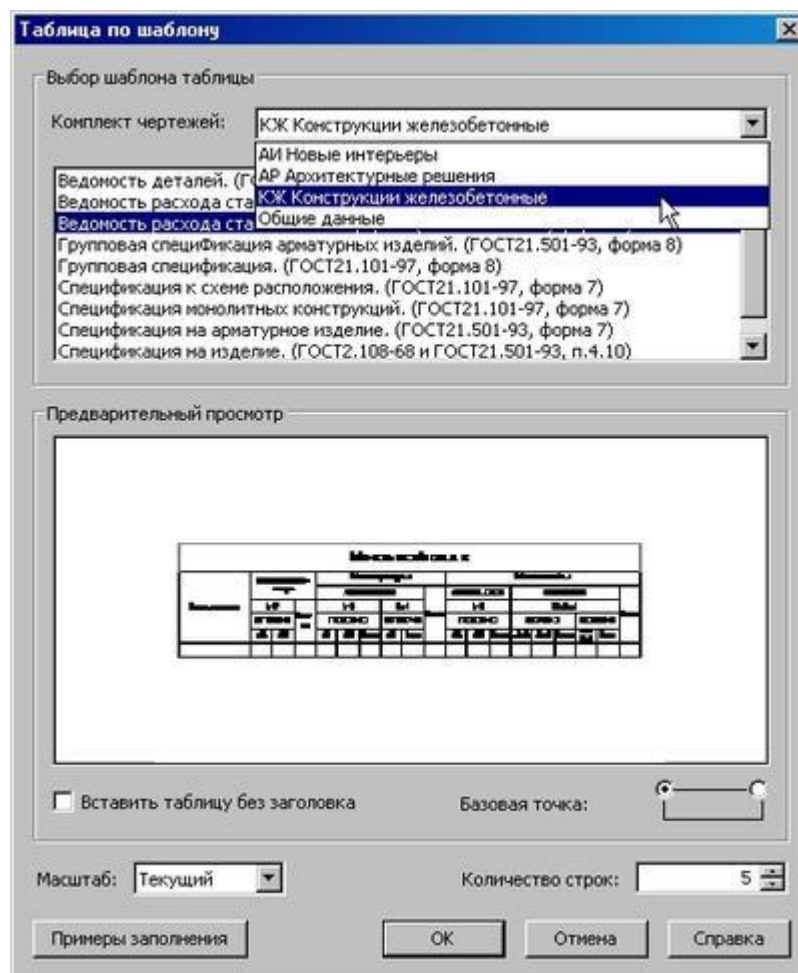 Таблица по шаблону
Выбор шаблона таблицы
Комплект чертежей:
КЖ Конструкции железобетонные
АИ Новые интерьеры
АР Архитектурные решения
КЖ Конструкции железобетонные
Общие данные
Ведомость деталей.
Ведомость расхода
Ведомость расхода
Групповая спецификация арматурных изделий. (ГОСТ21.501-93, форма 8)
Групповая спецификация. (ГОСТ21.101-97, форма 8)
Спецификация к схеме расположения. (ГОСТ21.101-97, форма 7)
Спецификация монолитных конструкций. (ГОСТ21.101-97, форма 7)
Спецификация на арматурное изделие. (ГОСТ21.501-93, форма 7)
Спецификация на изделие. (ГОСТ2.108-68 и ГОСТ21.501-93, п.4.10)
Предварительный просмотр
Вставить таблицу без заголовка
Базовая точка:
Масштаб: Текущий
Количество строк: 5
Примеры заполнения
ОК
Отмена
Справка